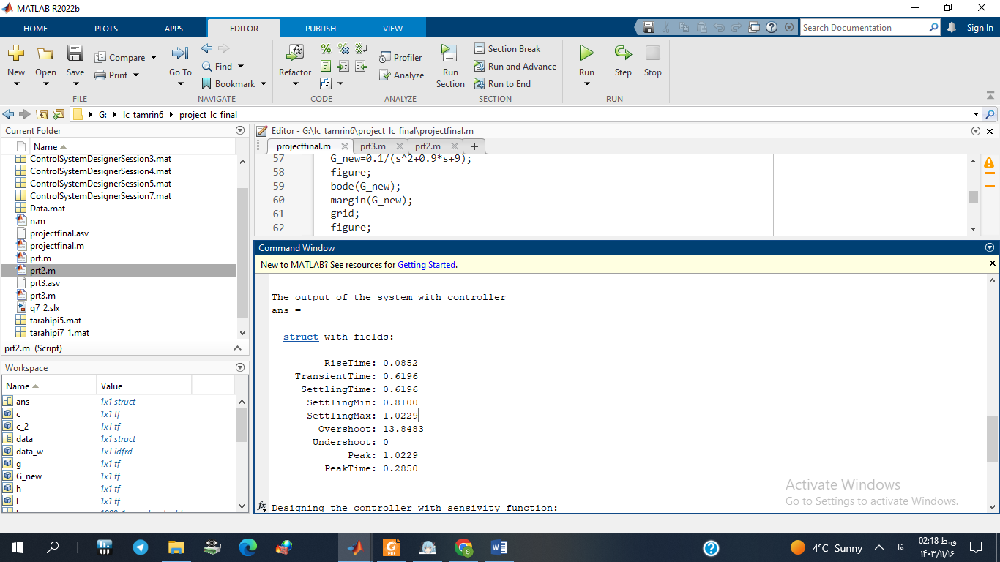 MATLAB R2022b
HOME PLOTS APPS EDITOR PUBLISH VIEW
Search Documentation
Sign In
New Open Save
Compare
Print
FILE
Go To
Find
Bookmark
NAVIGATE
Refactor
CODE
Profiler
Analyze
ANALYZE
Run Section
Section Break
Run and Advance
Run to End
SECTION
Run Step Stop
RUN
G: lc_tamrin6 project_lc_final
Current Folder
Name
ControlSystemDesignerSession3.mat
ControlSystemDesignerSession4.mat
ControlSystemDesignerSession5.mat
ControlSystemDesignerSession7.mat
Data.mat
n.m
projectfinal.asv
projectfinal.m
prt.m
prt2.m
prt3.asv
prt3.m
q7_2.slx
tarahipi5.mat
tarahipi7_1.mat
prt2.m (Script)
Workspace
Name Value
ans 1x1 struct
c 1x1 tf
c_2 1x1 tf
data 1x1 struct
data_w 1x1 idfrd
g 1x1 tf
G_new 1x1 tf
h 1x1 tf
l 1x1 tf
Editor - G:\lc_tamrin6\project_lc_final\projectfinal.m
projectfinal.m prt3.m prt2.m
57 G_new=0.1/(s^2+0.9*s+9);
58 figure;
59 bode(G_new);
60 margin(G_new);
61 grid;
62 figure;
Command Window
New to MATLAB? See resources for Getting Started.
The output of the system with controller
ans =
struct with fields:
RiseTime: 0.0852
TransientTime: 0.6196
SettlingTime: 0.6196
SettlingMin: 0.8100
SettlingMax: 1.0229
Overshoot: 13.8483
Undershoot: 0
Peak: 1.0229
PeakTime: 0.2850
fx Designing the controller with sensivity function:
Activate Windows
Go to Settings to activate Windows.
4°C Sunny
فا
02:18 ق.ظ
۱۴۰۳/۱۱/۱۶